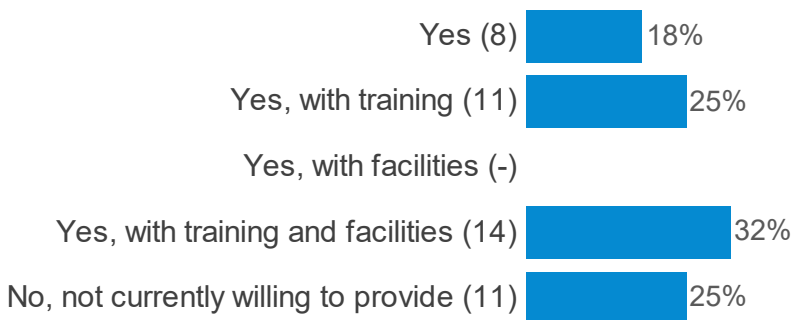 Yes (8) 18%
Yes, with training (11) 25%
Yes, with facilities (-)
Yes, with training and facilities (14) 32%
No, not currently willing to provide (11) 25%